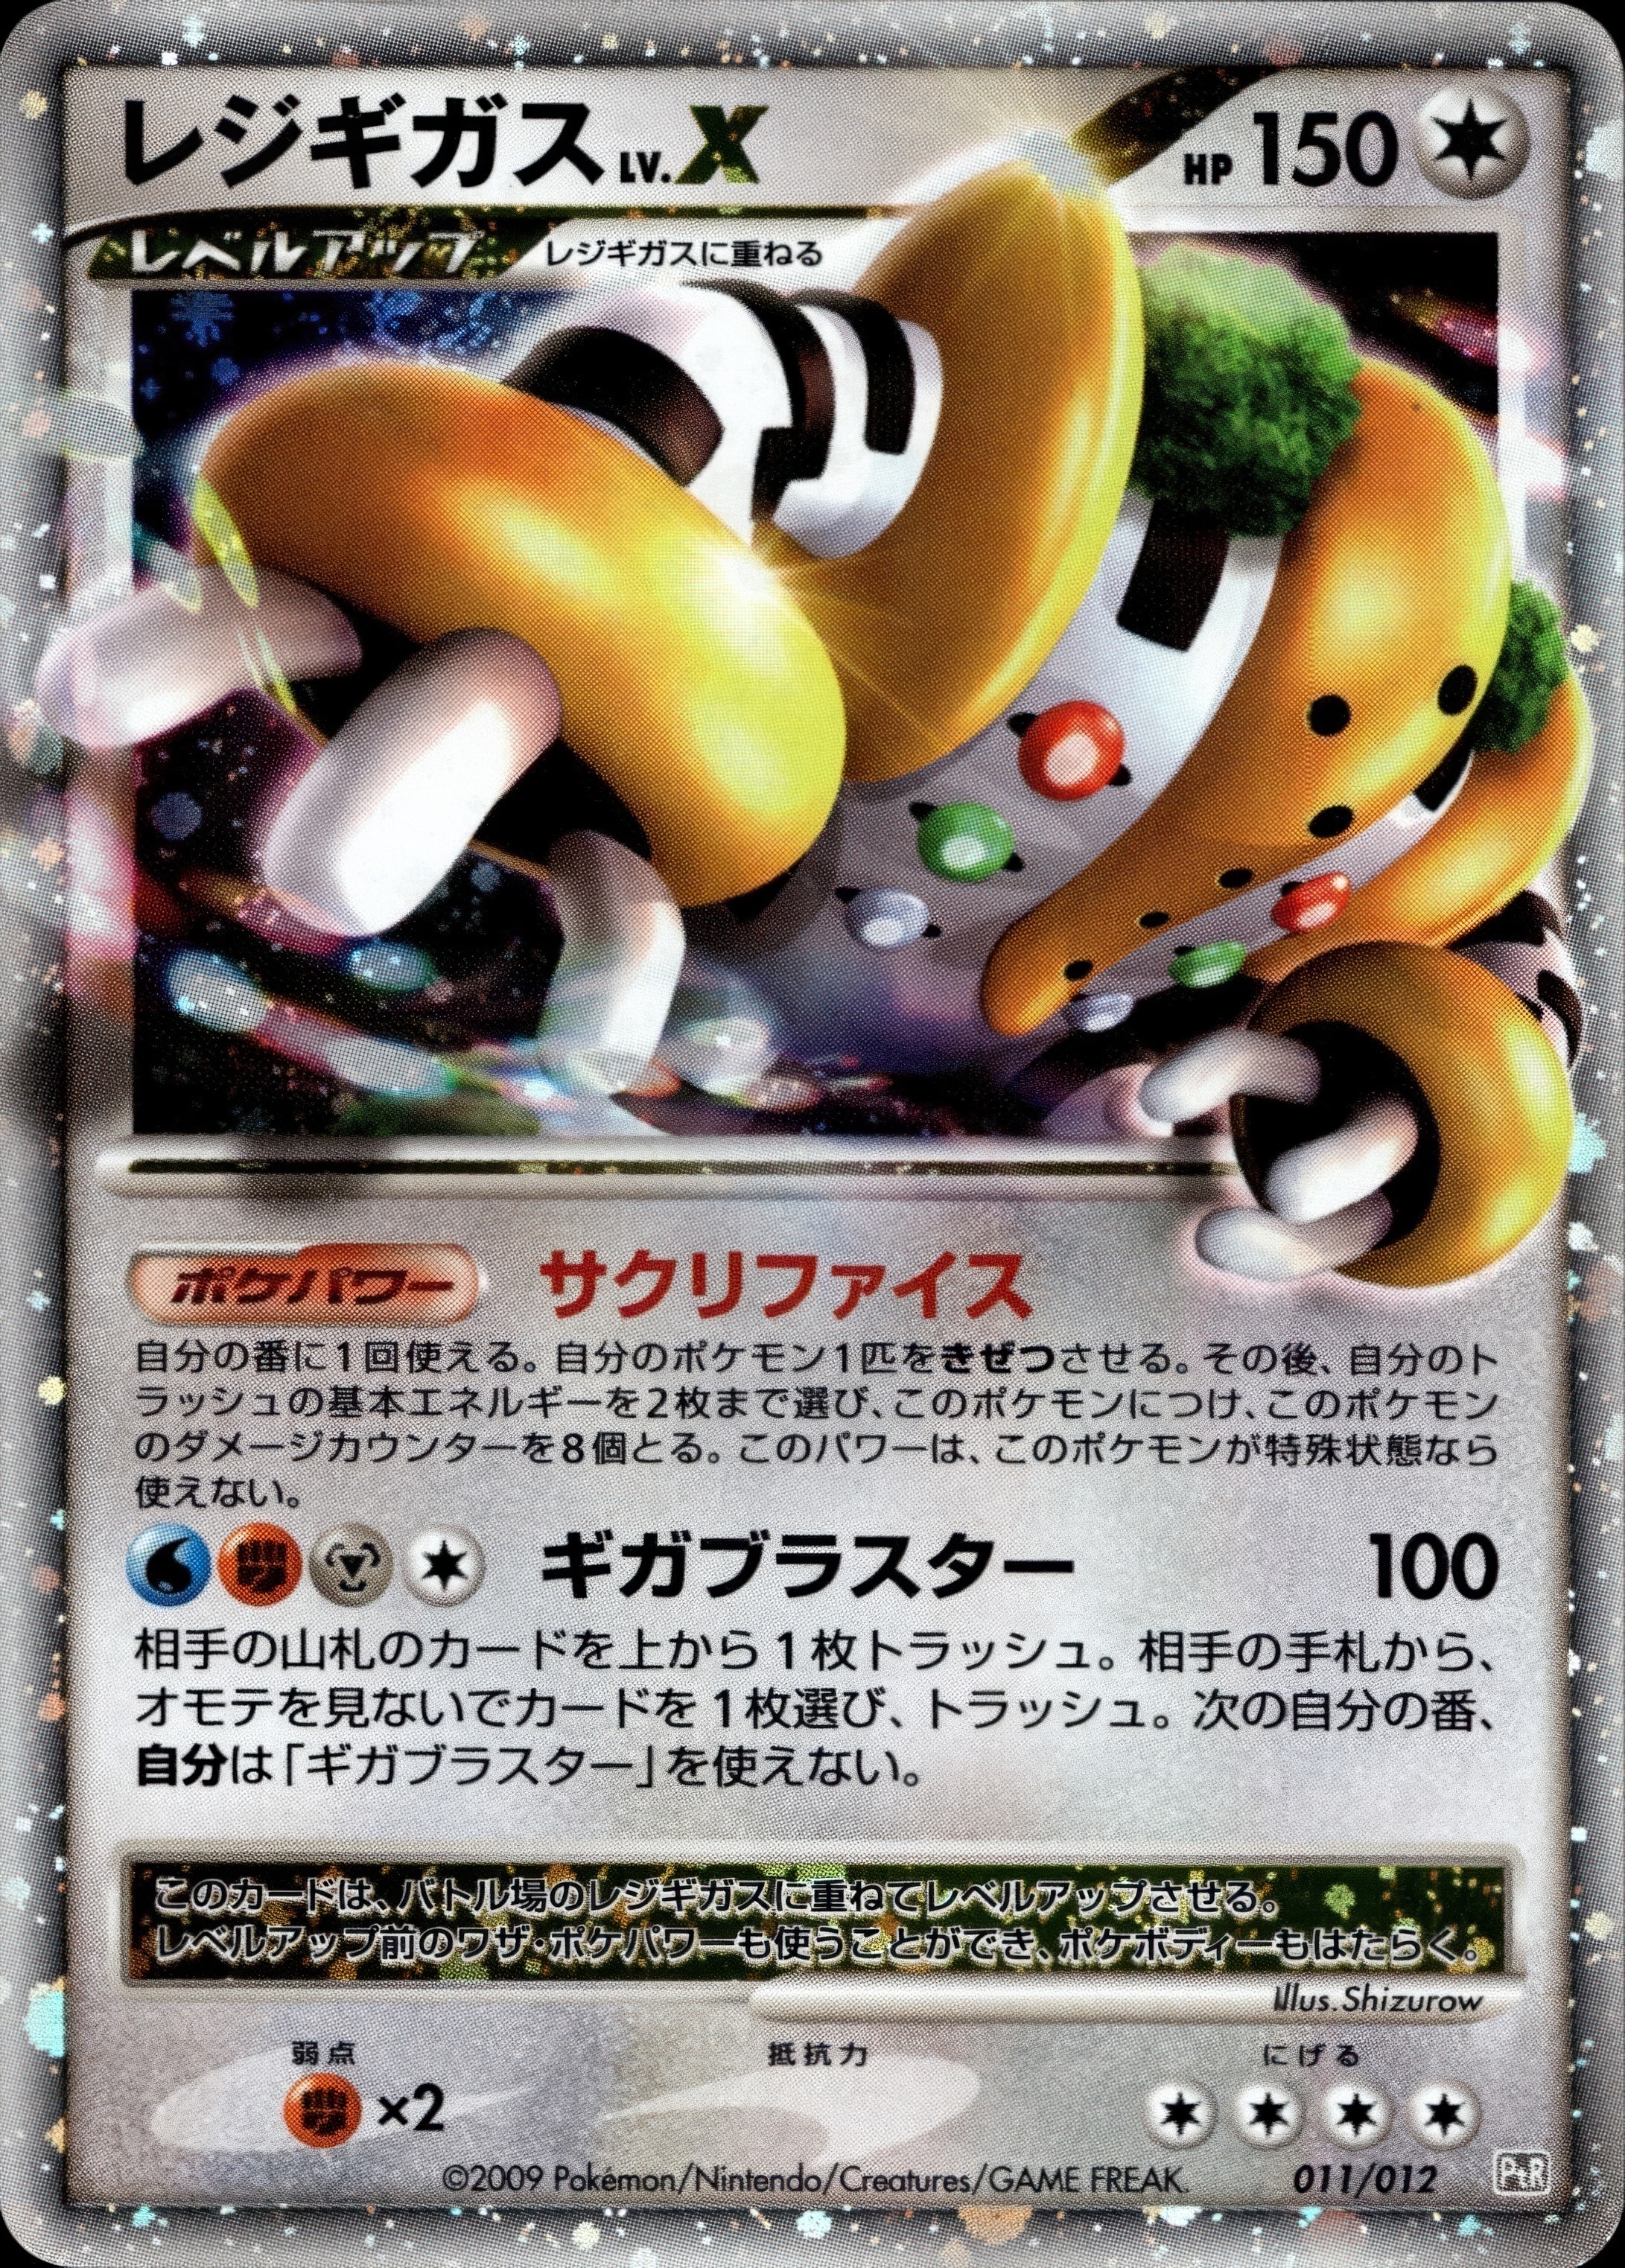 レジギガス LV.X HP 150
レベルアップ レジギガスに重ねる
ポケパワー サクリファイス
自分の番に1回使える。自分のポケモン1匹をきぜつさせる。その後、自分のト
ラッシュの基本エネルギーを2枚まで選び、このポケモンにつけ、このポケモン
のダメージカウンターを8個とる。このパワーは、このポケモンが特殊状態なら
使えない。
ギガブラスター 100
相手の山札のカードを上から1枚トラッシュ。相手の手札から、
オモテを見ないでカードを1枚選び、トラッシュ。次の自分の番、
自分は「ギガブラスター」を使えない。
このカードは、バトル場のレジギガスに重ねてレベルアップさせる。
レベルアップ前のワザ・ポケパワーも使うことができ、ポケボディーもはたらく。
Illus.Shizurow
弱点 抵抗力 にげる
×2
©2009 Pokémon/Nintendo/Creatures/GAME FREAK. 011/012 PtR